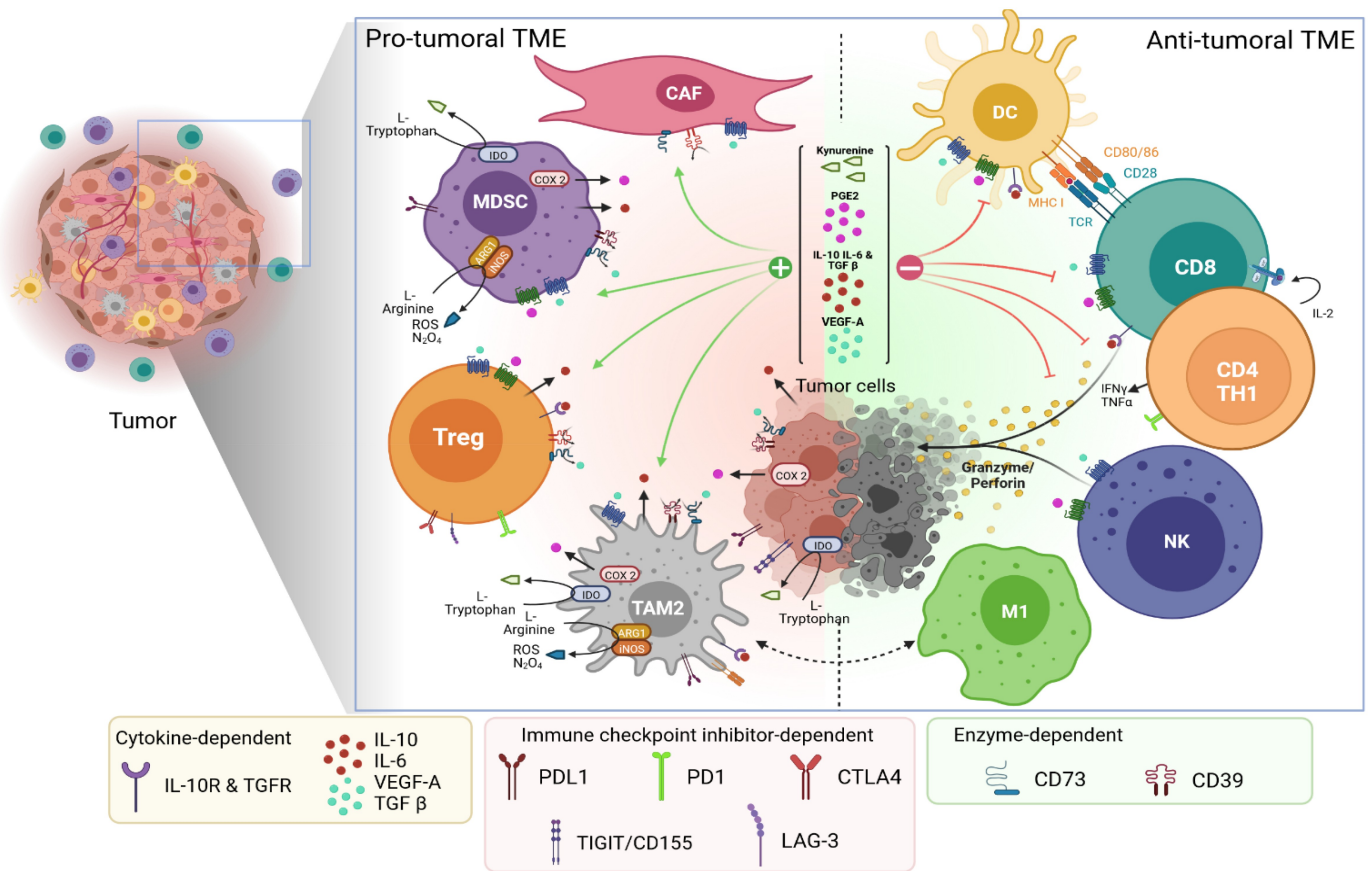 Pro-tumoral TME
Anti-tumoral TME
CAF
DC
L-
Tryptophan
IDO
COX 2
MDSC
ARG1
iNOS
L-
Arginine
ROS
N₂O₄
Kynurenine
PGE2
IL-10 IL-6 &
TGF β
VEGF-A
CD80/86
CD28
MHC I
TCR
CD8
IL-2
CD4
TH1
IFNγ
TNFα
Tumor
Treg
Tumor cells
COX 2
IDO
L-
Tryptophan
Granzyme/
Perforin
NK
M1
COX 2
IDO
TAM2
L-
Tryptophan
L-
Arginine
ARG1
iNOS
ROS
N₂O₄
Cytokine-dependent
IL-10R & TGFR
IL-10
IL-6
VEGF-A
TGF β
Immune checkpoint inhibitor-dependent
PDL1
PD1
CTLA4
TIGIT/CD155
LAG-3
Enzyme-dependent
CD73
CD39